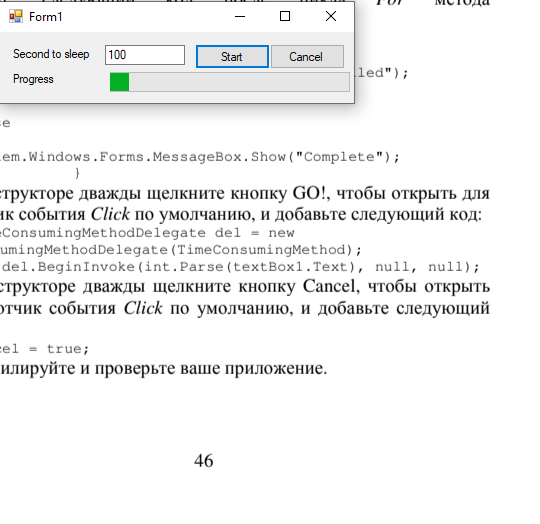 For метода
Form1
Second to sleep 100 Start Cancel
Progress
lled");
se
em.Windows.Forms.MessageBox.Show("Complete");
}
структоре дважды щелкните кнопку GO!, чтобы открыть для
ик события Click по умолчанию, и добавьте следующий код:
eConsumingMethodDelegate del = new
umingMethodDelegate(TimeConsumingMethod);
del.BeginInvoke(int.Parse(textBox1.Text), null, null);
структоре дважды щелкните кнопку Cancel, чтобы открыть
отчик события Click по умолчанию, и добавьте следующий
cel = true;
илируйте и проверьте ваше приложение.
46